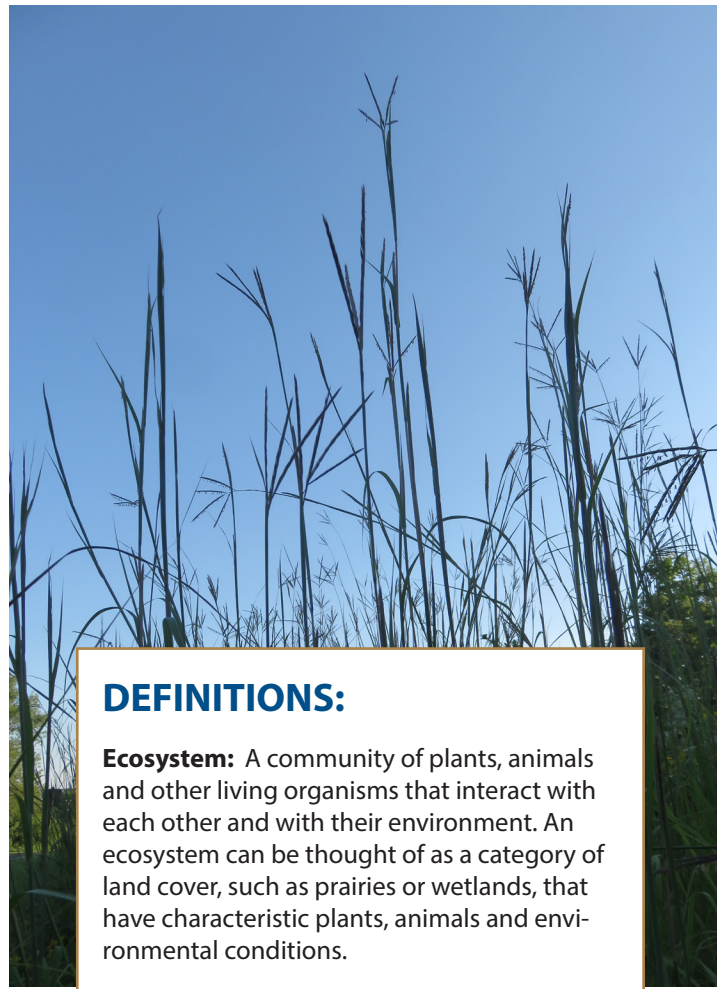 DEFINITIONS:
Ecosystem: A community of plants, animals
and other living organisms that interact with
each other and with their environment. An
ecosystem can be thought of as a category of
land cover, such as prairies or wetlands, that
have characteristic plants, animals and envi-
ronmental conditions.